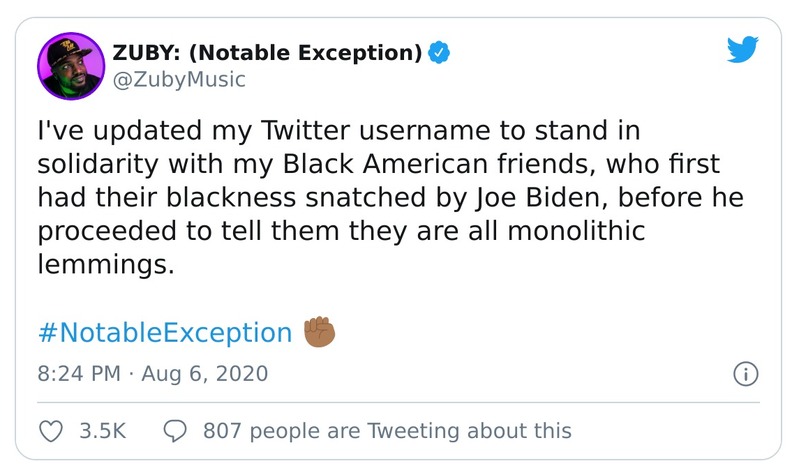 ZUBY: (Notable Exception)
@ZubyMusic
I've updated my Twitter username to stand in
solidarity with my Black American friends, who first
had their blackness snatched by Joe Biden, before he
proceeded to tell them they are all monolithic
lemmings.
#NotableException ✊🏾
8:24 PM · Aug 6, 2020
3.5K 807 people are Tweeting about this